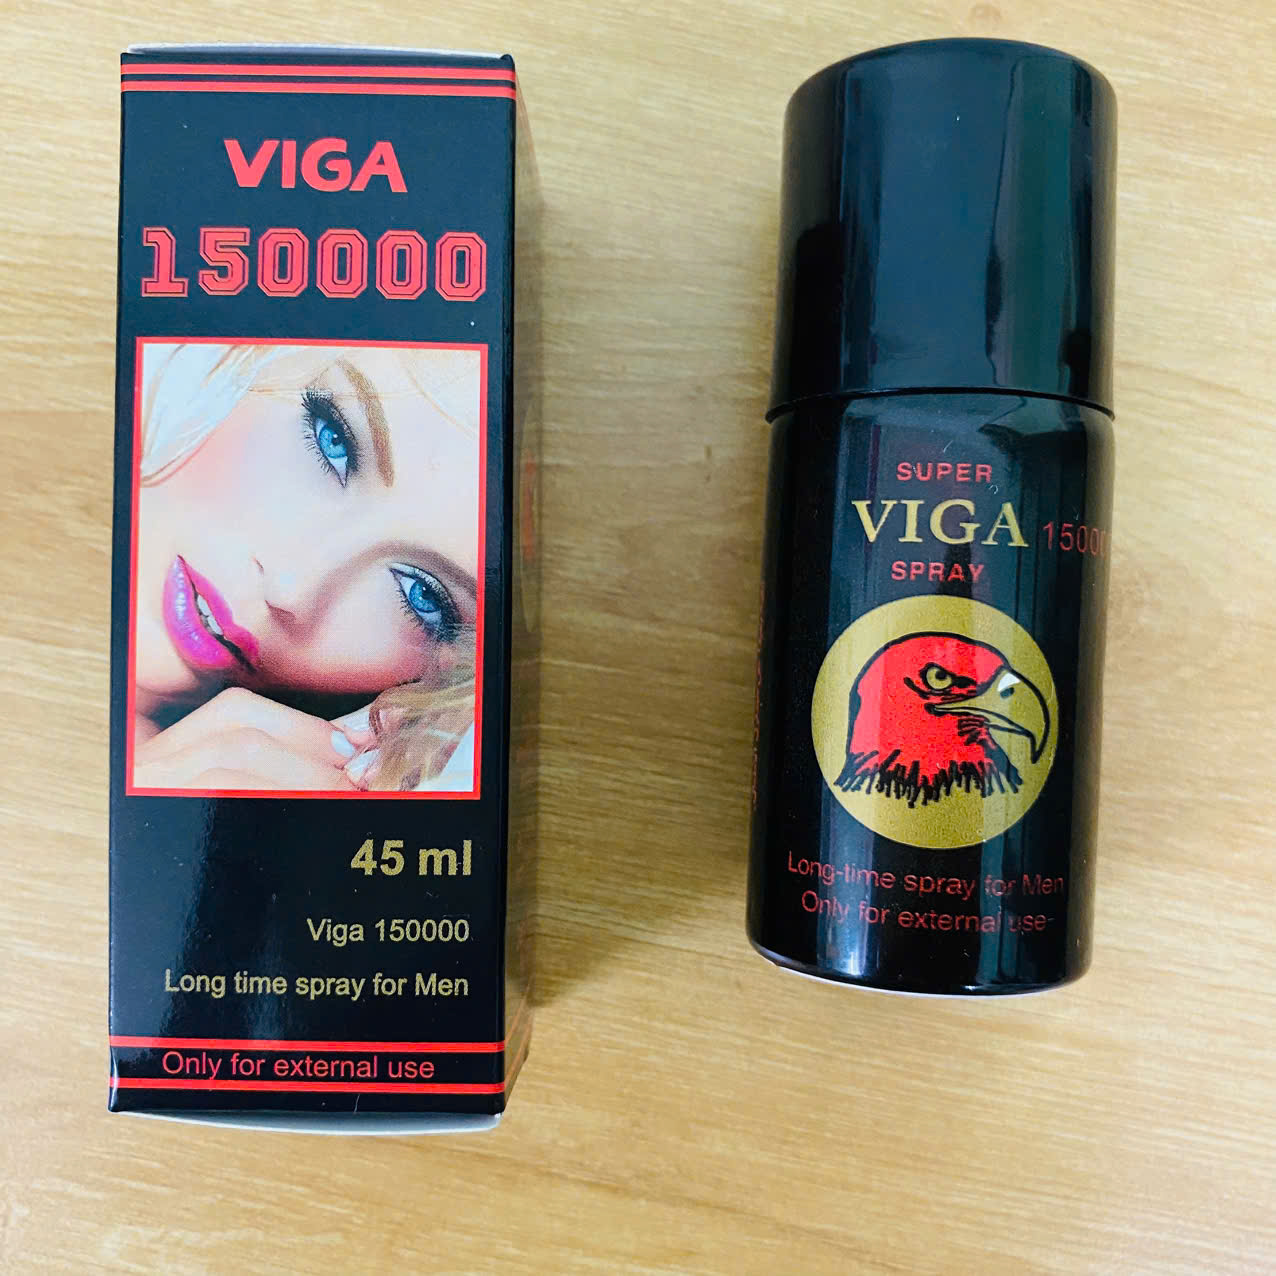 VIGA
150000
45 ml
Viga 150000
Long time spray for Men
Only for external use
SUPER
VIGA 15000
SPRAY
Long-time spray for Men
Only for external use